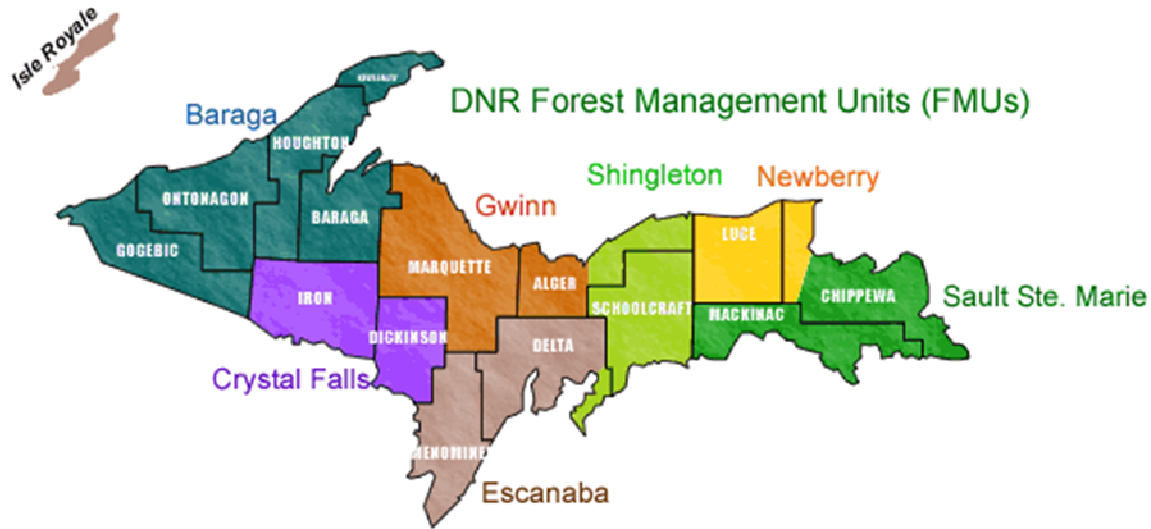 Isle Royale
DNR Forest Management Units (FMUs)
Baraga
HOUGHTON
Shingleton
Newberry
ONTONAGON
BARAGA
Gwinn
GOGEBIC
LUCE
MARQUETTE
ALGER
IRON
SCHOOLCRAFT
CHIPPEWA
Sault Ste. Marie
MACKINAC
DICKINSON
DELTA
Crystal Falls
MENOMINE
Escanaba